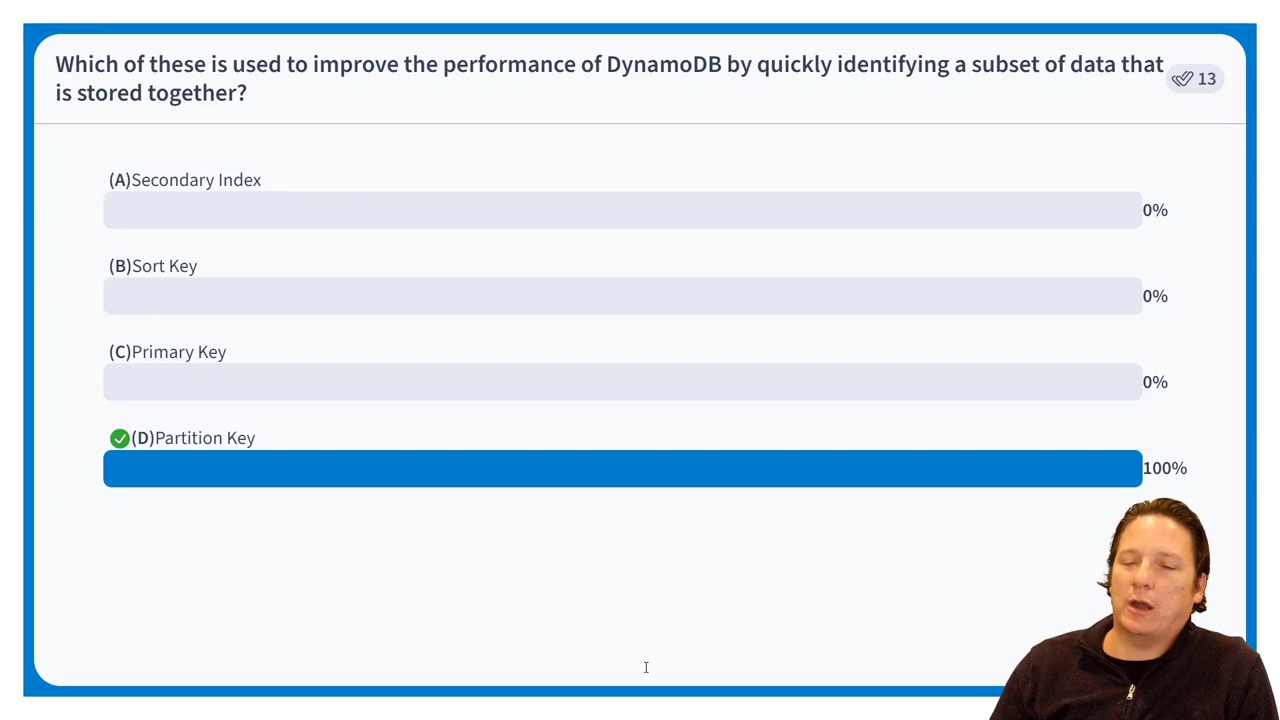 Which of these is used to improve the performance of DynamoDB by quickly identifying a subset of data that
is stored together?
13
(A)Secondary Index
0%
(B)Sort Key
0%
(C)Primary Key
0%
(D)Partition Key
100%